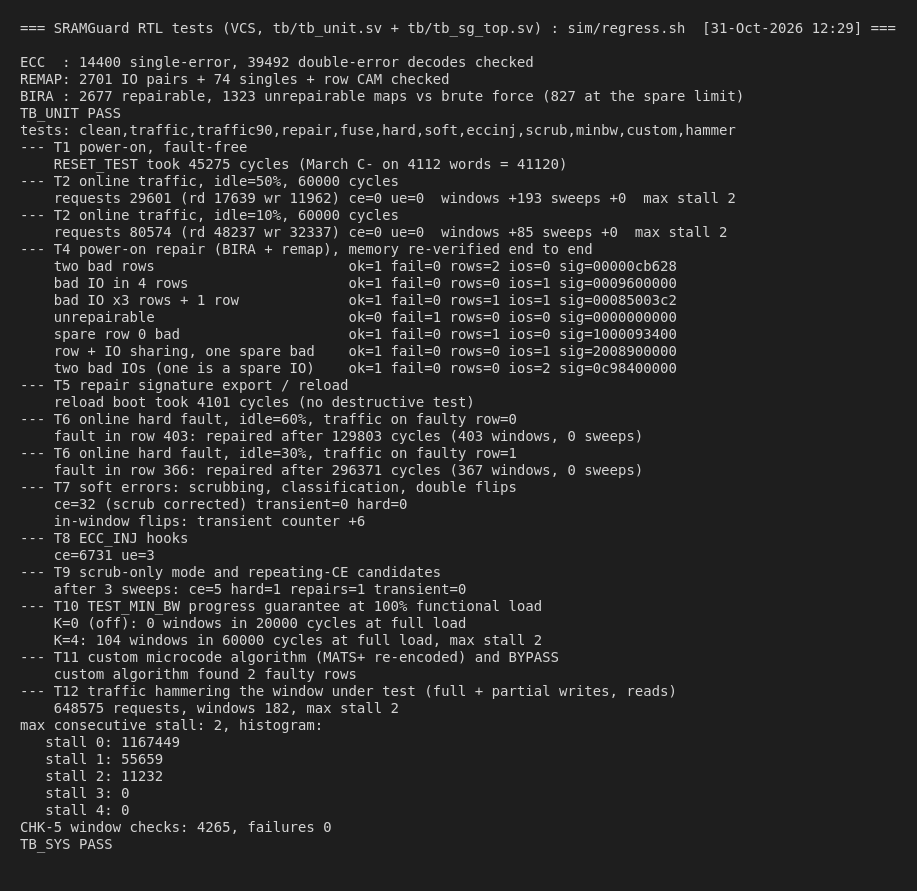 === SRAMGuard RTL tests (VCS, tb/tb_unit.sv + tb/tb_sg_top.sv) : sim/regress.sh  [31-Oct-2026 12:29] ===
ECC  : 14400 single-error, 39492 double-error decodes checked
REMAP: 2701 IO pairs + 74 singles + row CAM checked
BIRA : 2677 repairable, 1323 unrepairable maps vs brute force (827 at the spare limit)
TB_UNIT PASS
tests: clean,traffic,traffic90,repair,fuse,hard,soft,eccinj,scrub,minbw,custom,hammer
--- T1 power-on, fault-free
    RESET_TEST took 45275 cycles (March C- on 4112 words = 41120)
--- T2 online traffic, idle=50%, 60000 cycles
    requests 29601 (rd 17639 wr 11962) ce=0 ue=0  windows +193 sweeps +0  max stall 2
--- T2 online traffic, idle=10%, 60000 cycles
    requests 80574 (rd 48237 wr 32337) ce=0 ue=0  windows +85 sweeps +0  max stall 2
--- T4 power-on repair (BIRA + remap), memory re-verified end to end
    two bad rows                       ok=1 fail=0 rows=2 ios=0 sig=00000cb628
    bad IO in 4 rows                   ok=1 fail=0 rows=0 ios=1 sig=0009600000
    bad IO x3 rows + 1 row             ok=1 fail=0 rows=1 ios=1 sig=00085003c2
    unrepairable                       ok=0 fail=1 rows=0 ios=0 sig=0000000000
    spare row 0 bad                    ok=1 fail=0 rows=1 ios=0 sig=1000093400
    row + IO sharing, one spare bad    ok=1 fail=0 rows=0 ios=1 sig=2008900000
    two bad IOs (one is a spare IO)    ok=1 fail=0 rows=0 ios=2 sig=0c98400000
--- T5 repair signature export / reload
    reload boot took 4101 cycles (no destructive test)
--- T6 online hard fault, idle=60%, traffic on faulty row=0
    fault in row 403: repaired after 129803 cycles (403 windows, 0 sweeps)
--- T6 online hard fault, idle=30%, traffic on faulty row=1
    fault in row 366: repaired after 296371 cycles (367 windows, 0 sweeps)
--- T7 soft errors: scrubbing, classification, double flips
    ce=32 (scrub corrected) transient=0 hard=0
    in-window flips: transient counter +6
--- T8 ECC_INJ hooks
    ce=6731 ue=3
--- T9 scrub-only mode and repeating-CE candidates
    after 3 sweeps: ce=5 hard=1 repairs=1 transient=0
--- T10 TEST_MIN_BW progress guarantee at 100% functional load
    K=0 (off): 0 windows in 20000 cycles at full load
    K=4: 104 windows in 60000 cycles at full load, max stall 2
--- T11 custom microcode algorithm (MATS+ re-encoded) and BYPASS
    custom algorithm found 2 faulty rows
--- T12 traffic hammering the window under test (full + partial writes, reads)
    648575 requests, windows 182, max stall 2
max consecutive stall: 2, histogram:
   stall 0: 1167449
   stall 1: 55659
   stall 2: 11232
   stall 3: 0
   stall 4: 0
CHK-5 window checks: 4265, failures 0
TB_SYS PASS